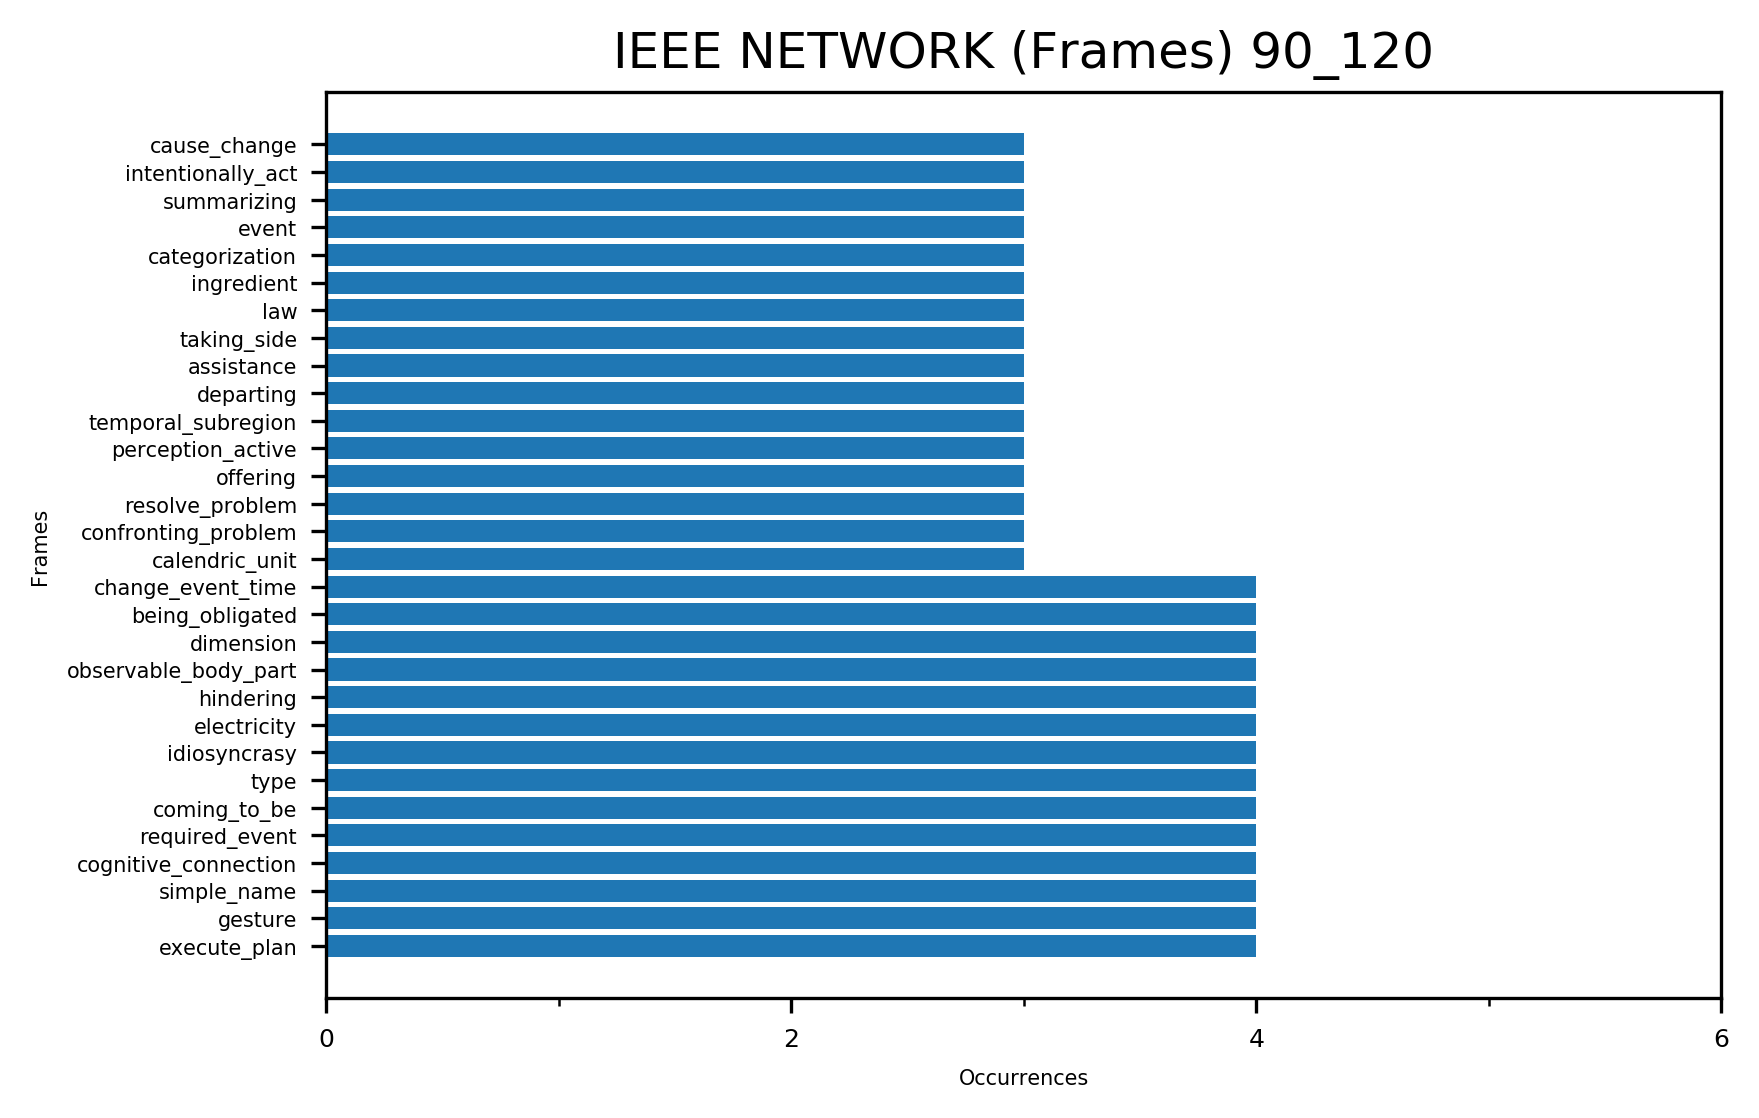 IEEE NETWORK (Frames) 90_120
cause_change
intentionally_act
summarizing
event
categorization
ingredient
law
taking_side
assistance
departing
temporal_subregion
perception_active
offering
resolve_problem
confronting_problem
calendric_unit
change_event_time
being_obligated
dimension
observable_body_part
hindering
electricity
idiosyncrasy
type
coming_to_be
required_event
cognitive_connection
simple_name
gesture
execute_plan
Frames
0 2 4 6
Occurrences